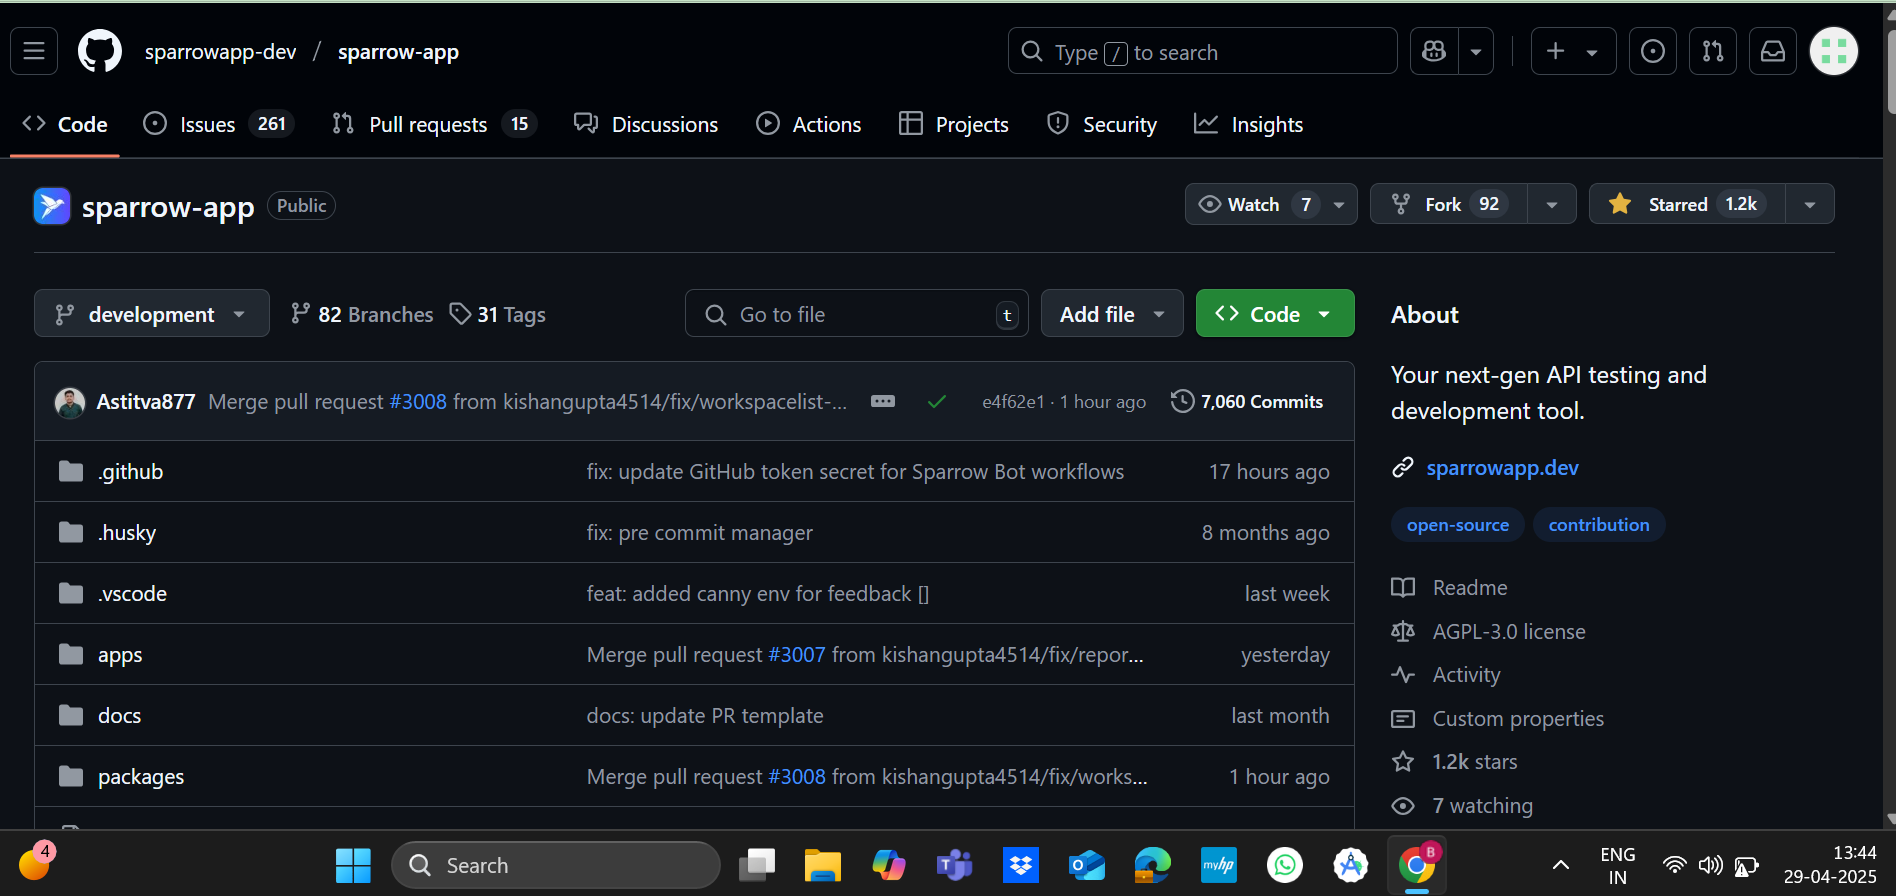 sparrowapp-dev / sparrow-app
Type / to search
Code
Issues 261
Pull requests 15
Discussions
Actions
Projects
Security
Insights
sparrow-app Public
Watch 7
Fork 92
Starred 1.2k
development
82 Branches
31 Tags
Go to file t
Add file
Code
Astitva877 Merge pull request #3008 from kishangupta4514/fix/workspacelist-...
e4f62e1 · 1 hour ago
7,060 Commits
.github fix: update GitHub token secret for Sparrow Bot workflows 17 hours ago
.husky fix: pre commit manager 8 months ago
.vscode feat: added canny env for feedback [] last week
apps Merge pull request #3007 from kishangupta4514/fix/repor... yesterday
docs docs: update PR template last month
packages Merge pull request #3008 from kishangupta4514/fix/works... 1 hour ago
About
Your next-gen API testing and
development tool.
sparrowapp.dev
open-source contribution
Readme
AGPL-3.0 license
Activity
Custom properties
1.2k stars
7 watching
4
Search
T
myhp
B
ENG
IN
13:44
29-04-2025